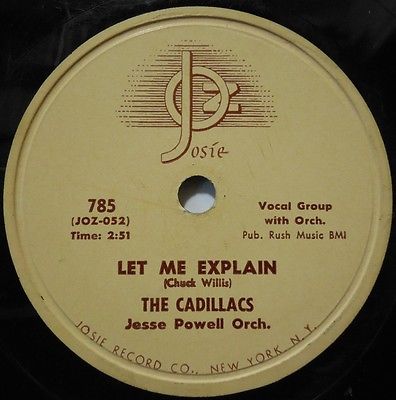 JOZ
Josie
785
(JOZ-052)
Time: 2:51
Vocal Group
with Orch.
Pub. Rush Music BMI
LET ME EXPLAIN
(Chuck Willis)
THE CADILLACS
Jesse Powell Orch.
JOSIE RECORD CO., NEW YORK N.Y.